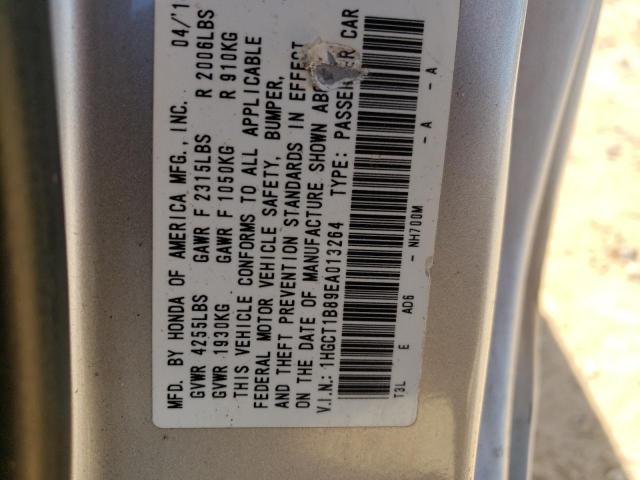 MFD. BY HONDA OF AMERICA MFG., INC. 04/'1
GVWR 4255LBS GAWR F 2315LBS R 2006LBS
GVWR 1930KG GAWR F 1050KG R 910KG
THIS VEHICLE CONFORMS TO ALL APPLICABLE
FEDERAL MOTOR VEHICLE SAFETY, BUMPER,
AND THEFT PREVENTION STANDARDS IN EFFECT
ON THE DATE OF MANUFACTURE SHOWN
V.I.N.: 1HGCT1B89EA013264 TYPE: PASSENGER CAR
T3L E AD6 - NH700M - A - A